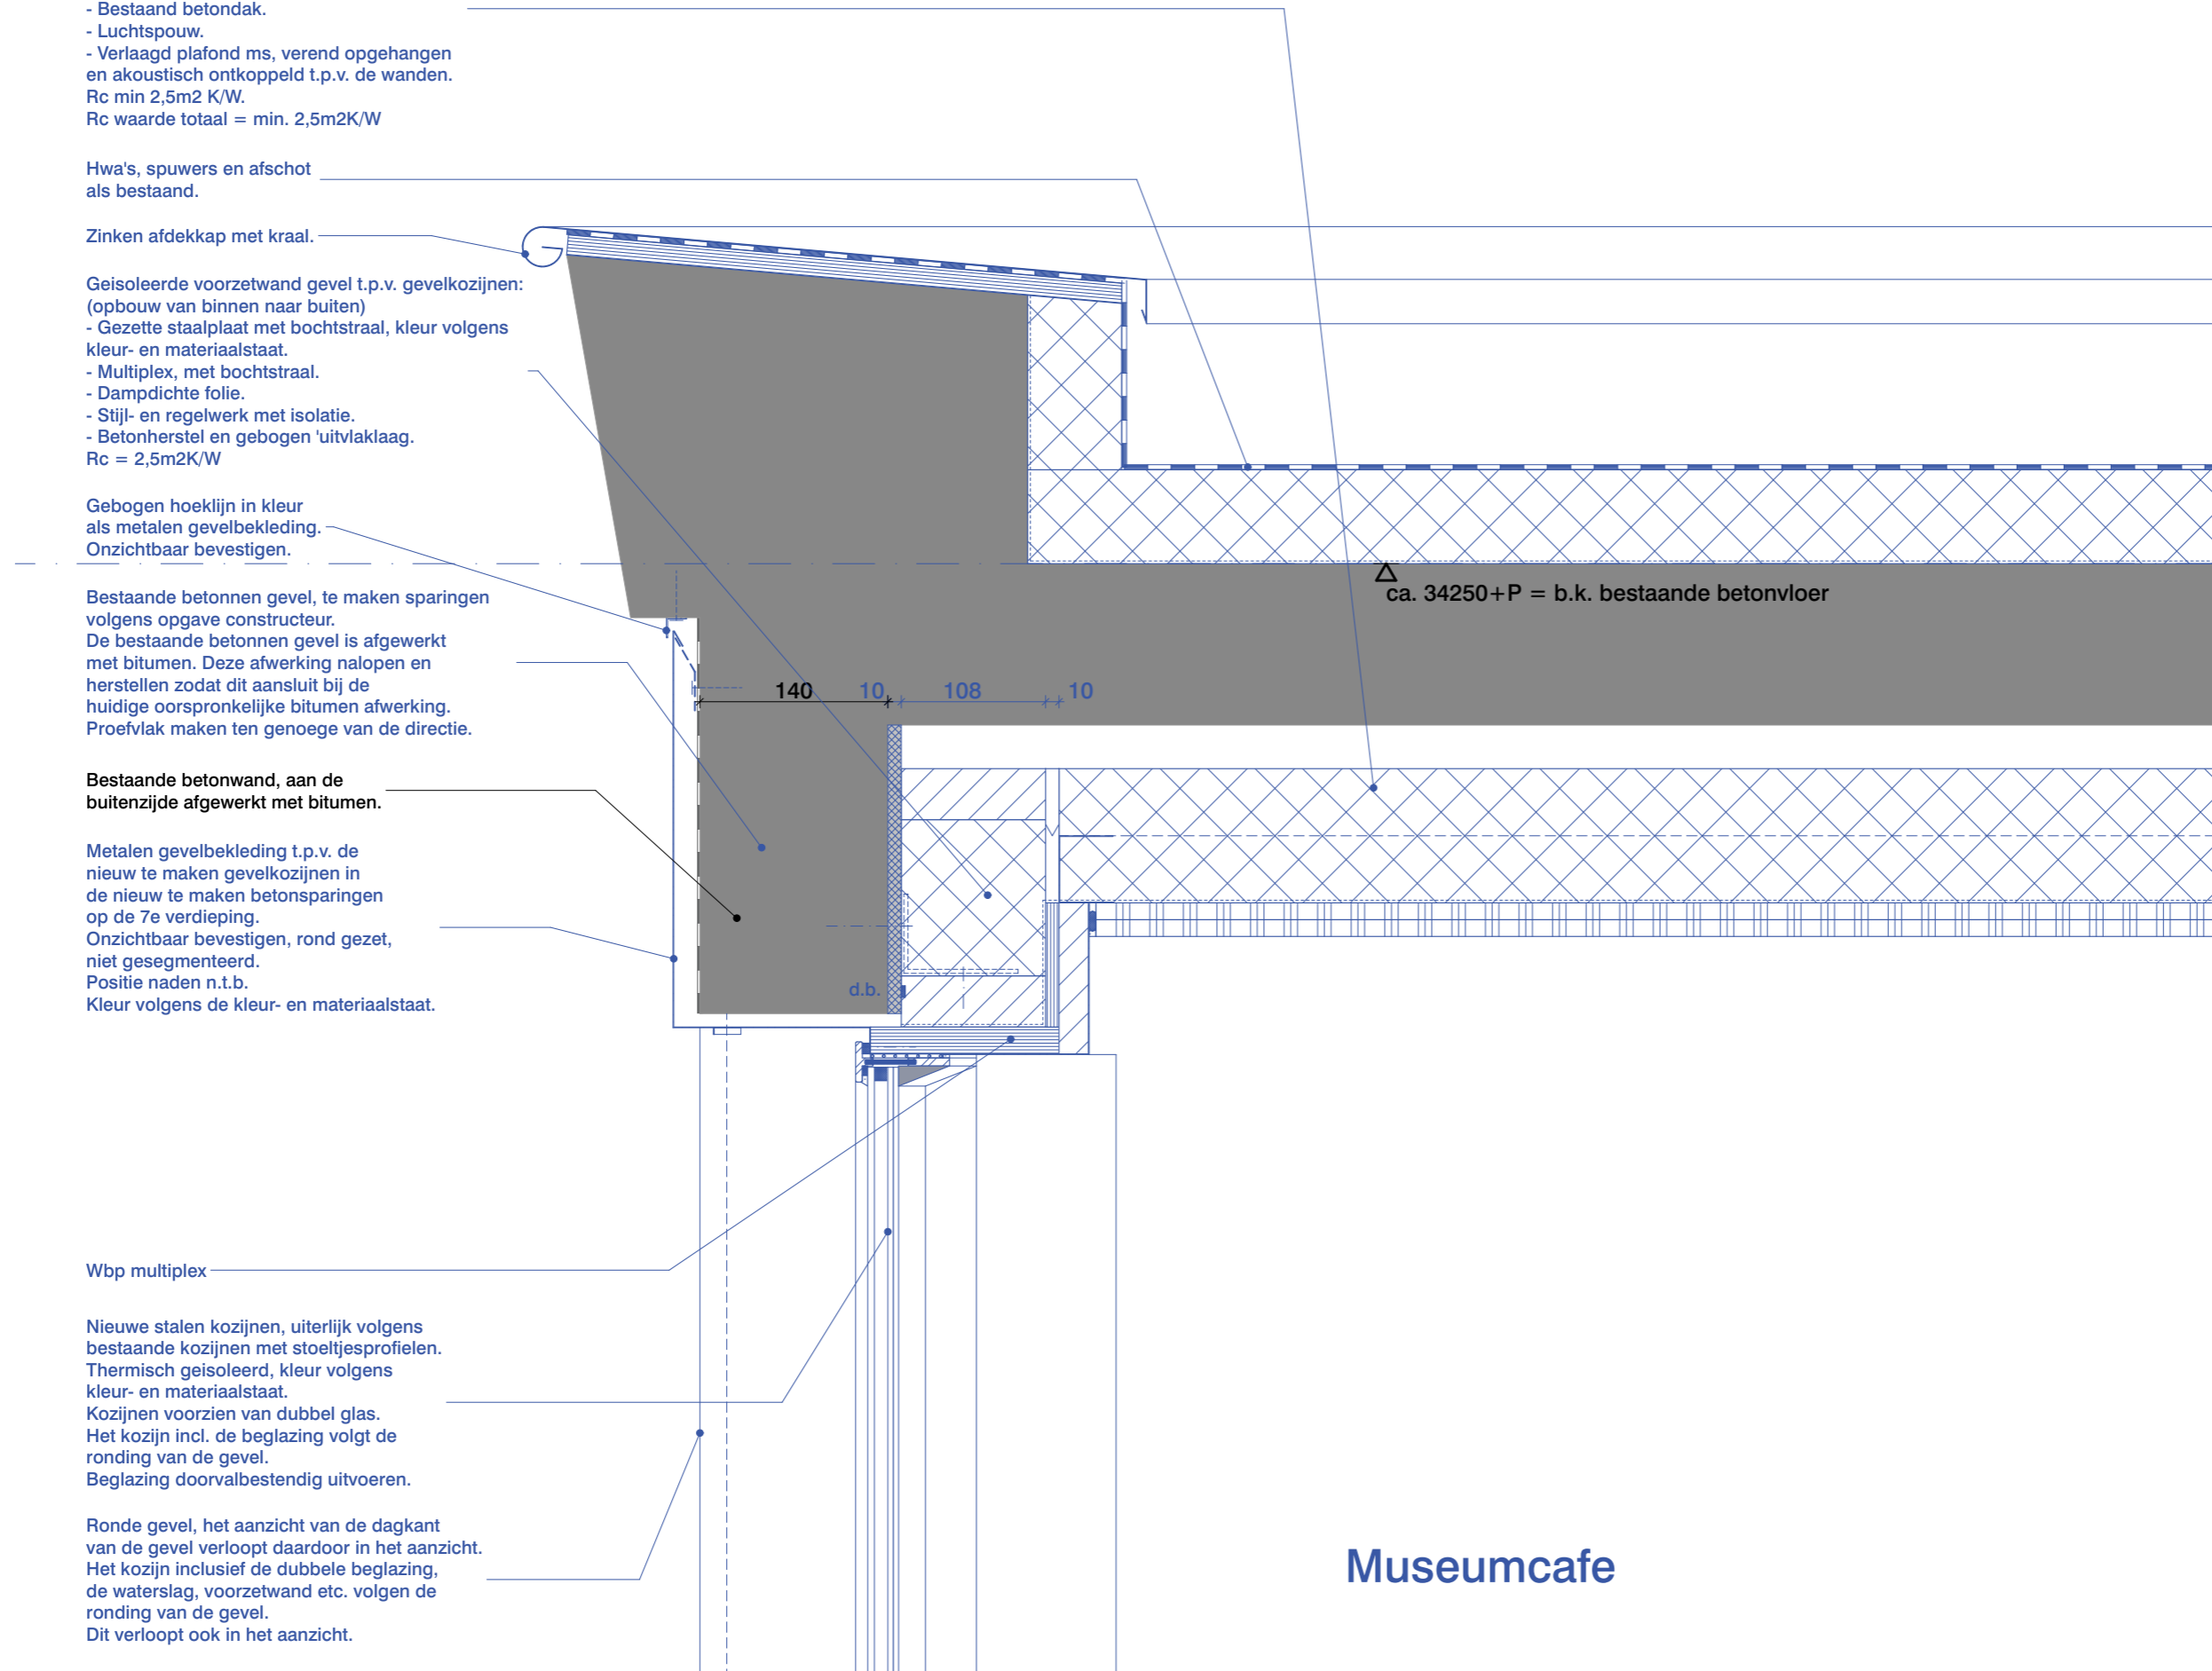 - Bestaand betondak.
- Luchtspouw.
- Verlaagd plafond ms, verend opgehangen
en akoustisch ontkoppeld t.p.v. de wanden.
Rc min 2,5m2 K/W.
Rc waarde totaal = min. 2,5m2K/W
Hwa's, spuwers en afschot
als bestaand.
Zinken afdekkap met kraal.
Geisoleerde voorzetwand gevel t.p.v. gevelkozijnen:
(opbouw van binnen naar buiten)
- Gezette staalplaat met bochtstraal, kleur volgens
kleur- en materiaalstaat.
- Multiplex, met bochtstraal.
- Dampdichte folie.
- Stijl- en regelwerk met isolatie.
- Betonherstel en gebogen 'uitvlaklaag.
Rc = 2,5m2K/W
Gebogen hoeklijn in kleur
als metalen gevelbekleding.
Onzichtbaar bevestigen.
ca. 34250+P = b.k. bestaande betonvloer
Bestaande betonnen gevel, te maken sparingen
volgens opgave constructeur.
De bestaande betonnen gevel is afgewerkt
met bitumen. Deze afwerking nalopen en
herstellen zodat dit aansluit bij de
huidige oorspronkelijke bitumen afwerking.
Proefvlak maken ten genoege van de directie.
140 10 108 10
Bestaande betonwand, aan de
buitenzijde afgewerkt met bitumen.
Metalen gevelbekleding t.p.v. de
nieuw te maken gevelkozijnen in
de nieuw te maken betonsparingen
op de 7e verdieping.
Onzichtbaar bevestigen, rond gezet,
niet gesegmenteerd.
Positie naden n.t.b.
Kleur volgens de kleur- en materiaalstaat.
d.b.
Wbp multiplex
Nieuwe stalen kozijnen, uiterlijk volgens
bestaande kozijnen met stoeltjesprofielen.
Thermisch geisoleerd, kleur volgens
kleur- en materiaalstaat.
Kozijnen voorzien van dubbel glas.
Het kozijn incl. de beglazing volgt de
ronding van de gevel.
Beglazing doorvalbestendig uitvoeren.
Ronde gevel, het aanzicht van de dagkant
van de gevel verloopt daardoor in het aanzicht.
Het kozijn inclusief de dubbele beglazing,
de waterslag, voorzetwand etc. volgen de
ronding van de gevel.
Dit verloopt ook in het aanzicht.
Museumcafe